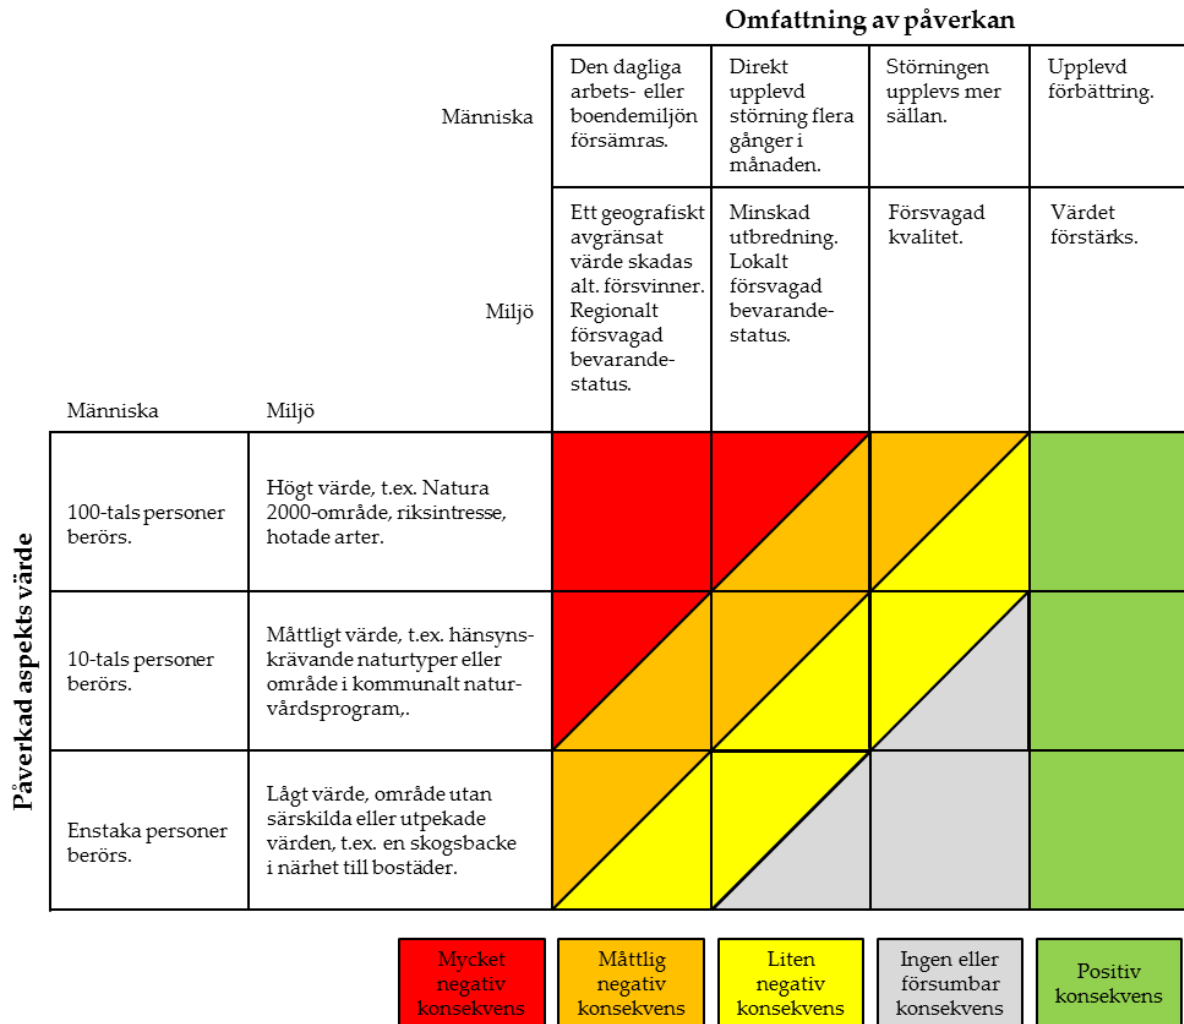 Omfattning av påverkan
Människa
Den dagliga
arbets- eller
boendemiljön
försämras.
Direkt
upplevd
störning flera
gånger i
månaden.
Störningen
upplevs mer
sällan.
Upplevd
förbättring.
Miljö
Ett geografiskt
avgränsat
värde skadas
alt. försvinner.
Regionalt
försvagad
bevarande-
status.
Minskad
utbredning.
Lokalt
försvagad
bevarande-
status.
Försvagad
kvalitet.
Värdet
förstärks.
Människa
Miljö
Påverkad aspekts värde
100-tals personer
berörs.
Högt värde, t.ex. Natura
2000-område, riksintresse,
hotade arter.
10-tals personer
berörs.
Måttligt värde, t.ex. hänsyns-
krävande naturtyper eller
område i kommunalt natur-
vårdsprogram,.
Enstaka personer
berörs.
Lågt värde, område utan
särskilda eller utpekade
värden, t.ex. en skogsbacke
i närhet till bostäder.
Mycket
negativ
konsekvens
Måttlig
negativ
konsekvens
Liten
negativ
konsekvens
Ingen eller
försumbar
konsekvens
Positiv
konsekvens